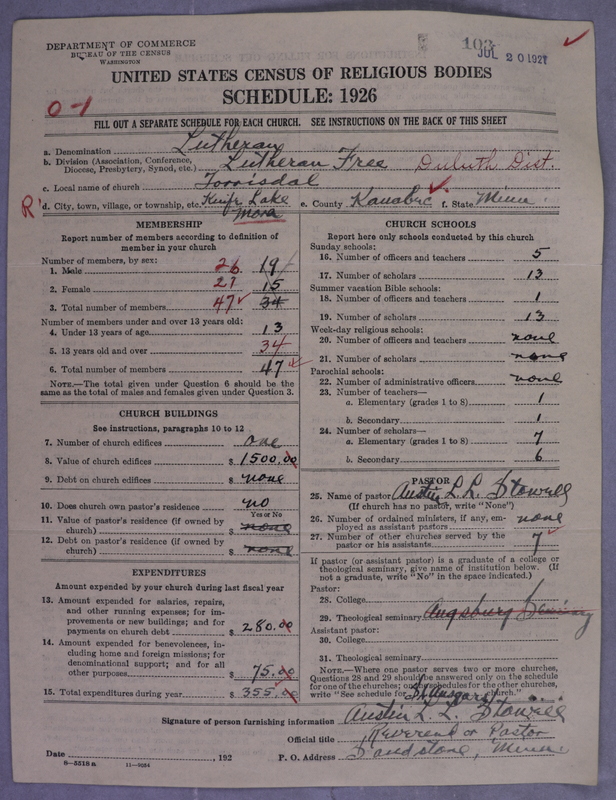 DEPARTMENT OF COMMERCE
BUREAU OF THE CENSUS
WASHINGTON
103
JUL 20 1927
UNITED STATES CENSUS OF RELIGIOUS BODIES
SCHEDULE: 1926
0-1
FILL OUT A SEPARATE SCHEDULE FOR EACH CHURCH. SEE INSTRUCTIONS ON THE BACK OF THIS SHEET
a. Denomination Lutheran
b. Division (Association, Conference, Diocese, Presbytery, Synod, etc.) Lutheran Free Duluth Dist.
c. Local name of church Torrisdal
R d. City, town, village, or township, etc. Knife Lake Mora e. County Kanabec f. State Minn.
MEMBERSHIP
Report number of members according to definition of
member in your church
Number of members, by sex:
1. Male 26 19
2. Female 21 15
3. Total number of members 47 34
Number of members under and over 13 years old:
4. Under 13 years of age 13
5. 13 years old and over 34
6. Total number of members 47
NOTE.—The total given under Question 6 should be the
same as the total of males and females given under Question 3.
CHURCH BUILDINGS
See instructions, paragraphs 10 to 12
7. Number of church edifices one
8. Value of church edifices $ 1500.00
9. Debt on church edifices $ none
10. Does church own pastor's residence no
Yes or No
11. Value of pastor's residence (if owned by
church) $ none
12. Debt on pastor's residence (if owned by
church) $ none
EXPENDITURES
Amount expended by your church during last fiscal year
13. Amount expended for salaries, repairs,
and other running expenses; for im-
provements or new buildings; and for
payments on church debt $ 280.00
14. Amount expended for benevolences, in-
cluding home and foreign missions; for
denominational support; and for all
other purposes $ 75.00
15. Total expenditures during year $ 355.00
CHURCH SCHOOLS
Report here only schools conducted by this church
Sunday schools:
16. Number of officers and teachers 5
17. Number of scholars 13
Summer vacation Bible schools:
18. Number of officers and teachers 1
19. Number of scholars 13
Week-day religious schools:
20. Number of officers and teachers none
21. Number of scholars none
Parochial schools:
22. Number of administrative officers none
23. Number of teachers—
a. Elementary (grades 1 to 8) 1
b. Secondary 1
24. Number of scholars—
a. Elementary (grades 1 to 8) 7
b. Secondary 6
PASTOR
25. Name of pastor Austin L. L. Stowell
(If church has no pastor, write "None")
26. Number of ordained ministers, if any, em-
ployed as assistant pastors none
27. Number of other churches served by the
pastor or his assistants 7
If pastor (or assistant pastor) is a graduate of a college or
theological seminary, give name of institution below. (If
not a graduate, write "No" in the space indicated.)
Pastor:
28. College
29. Theological seminary Augsburg Seminary
Assistant pastor:
30. College
31. Theological seminary
NOTE.—Where one pastor serves two or more churches,
Questions 28 and 29 should be answered only on the schedule
for one of the churches; on schedules for the other churches,
write "See schedule for church."
Signature of person furnishing information Austin L. L. Stowell
Official title Reverend or Pastor
Date , 192 P. O. Address Sandstone, Minn.
8-5518 a 11-9284